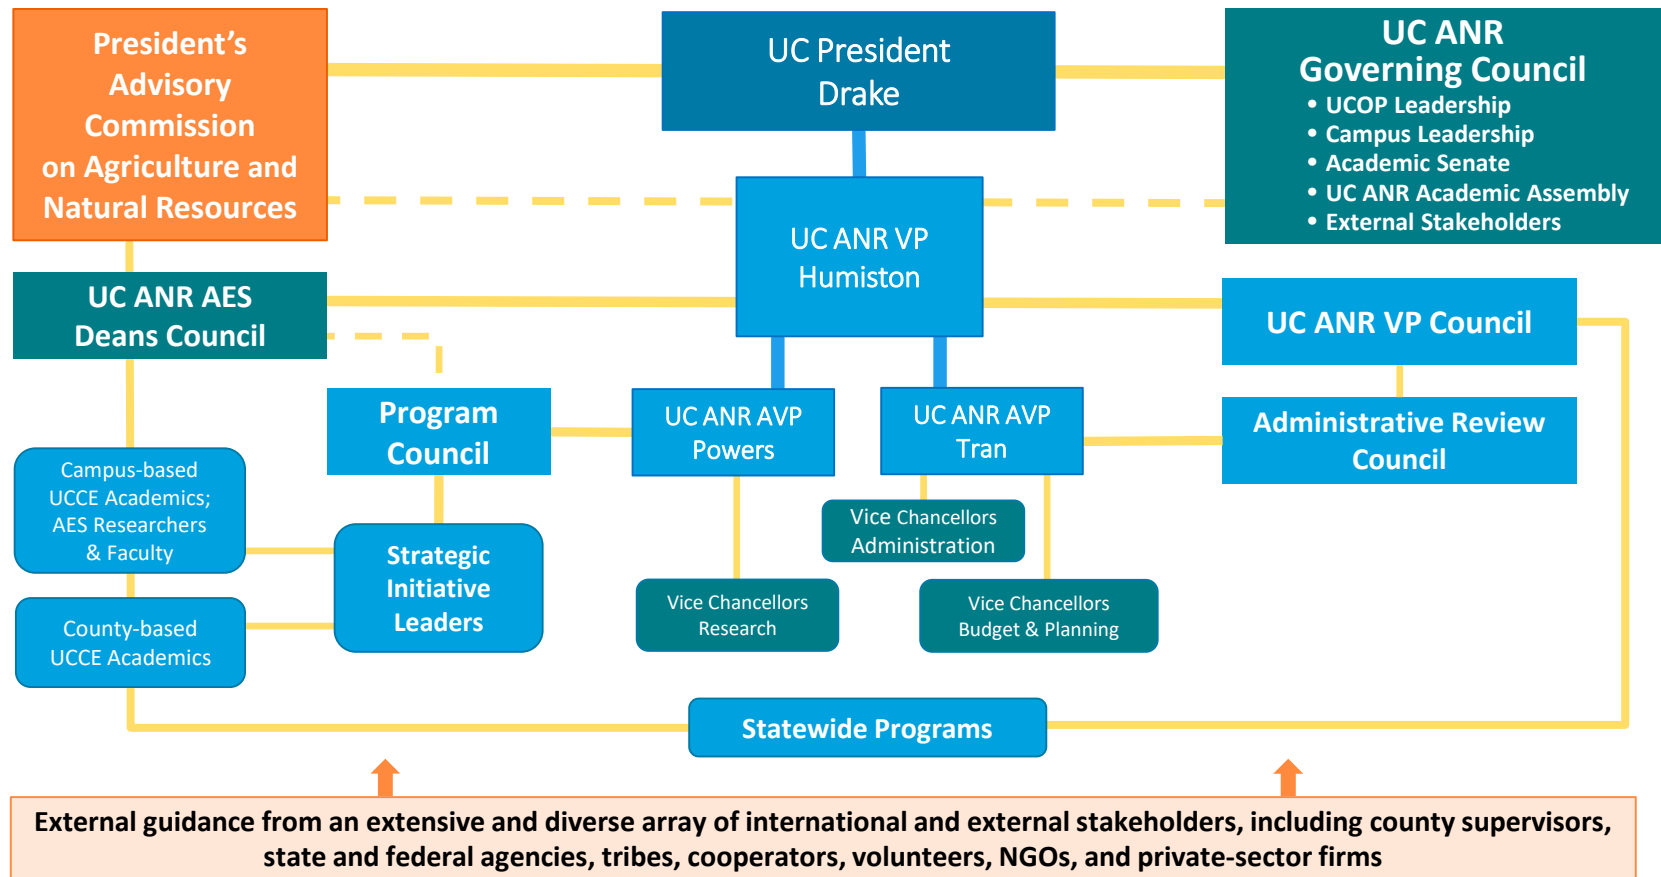 President’s
Advisory
Commission
on Agriculture and
Natural Resources
UC President
Drake
UC ANR
Governing Council
• UCOP Leadership
• Campus Leadership
• Academic Senate
• UC ANR Academic Assembly
• External Stakeholders
UC ANR VP
Humiston
UC ANR AES
Deans Council
UC ANR VP Council
Program
Council
UC ANR AVP
Powers
UC ANR AVP
Tran
Administrative Review
Council
Campus-based
UCCE Academics;
AES Researchers
& Faculty
Strategic
Initiative
Leaders
Vice Chancellors
Administration
Vice Chancellors
Research
Vice Chancellors
Budget & Planning
County-based
UCCE Academics
Statewide Programs
External guidance from an extensive and diverse array of international and external stakeholders, including county supervisors,
state and federal agencies, tribes, cooperators, volunteers, NGOs, and private-sector firms